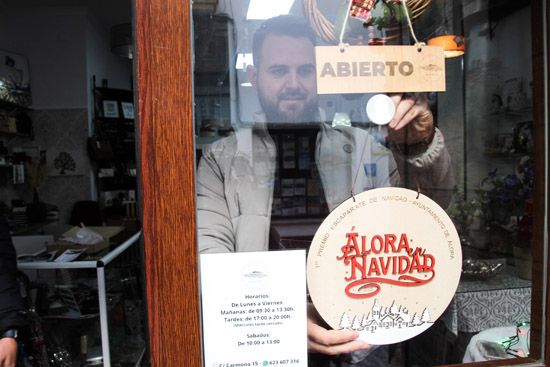 ABIERTO
1er PREMIO ESCAPARATE DE NAVIDAD - AYUNTAMIENTO DE ÁLORA
ÁLORA
NAVIDAD
Horarios:
De Lunes a Viernes:
Mañanas: de 09:30 a 13:30h.
Tardes: de 17:00 a 20:00h.
Sabados:
De 10:00 a 13:00
C/ Carmona 15 - 623 607 316